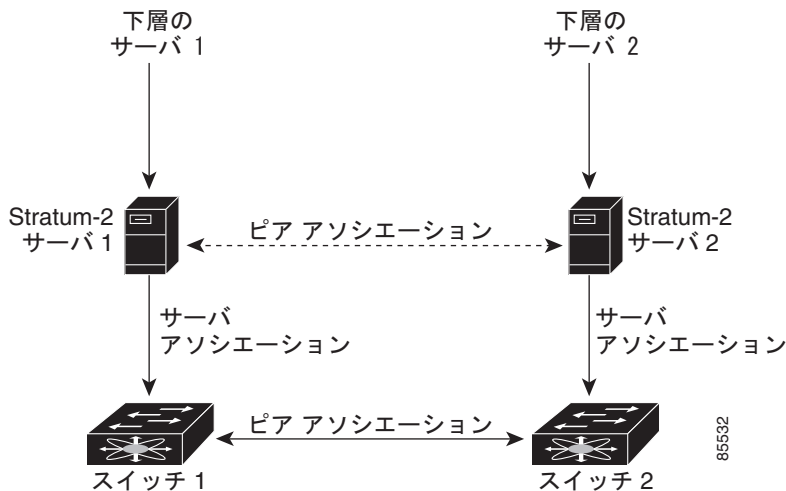 下層の
サーバ 1
下層の
サーバ 2
Stratum-2
サーバ 1
ピア アソシエーション
Stratum-2
サーバ 2
サーバ
アソシエーション
サーバ
アソシエーション
ピア アソシエーション
スイッチ 1
スイッチ 2
85532